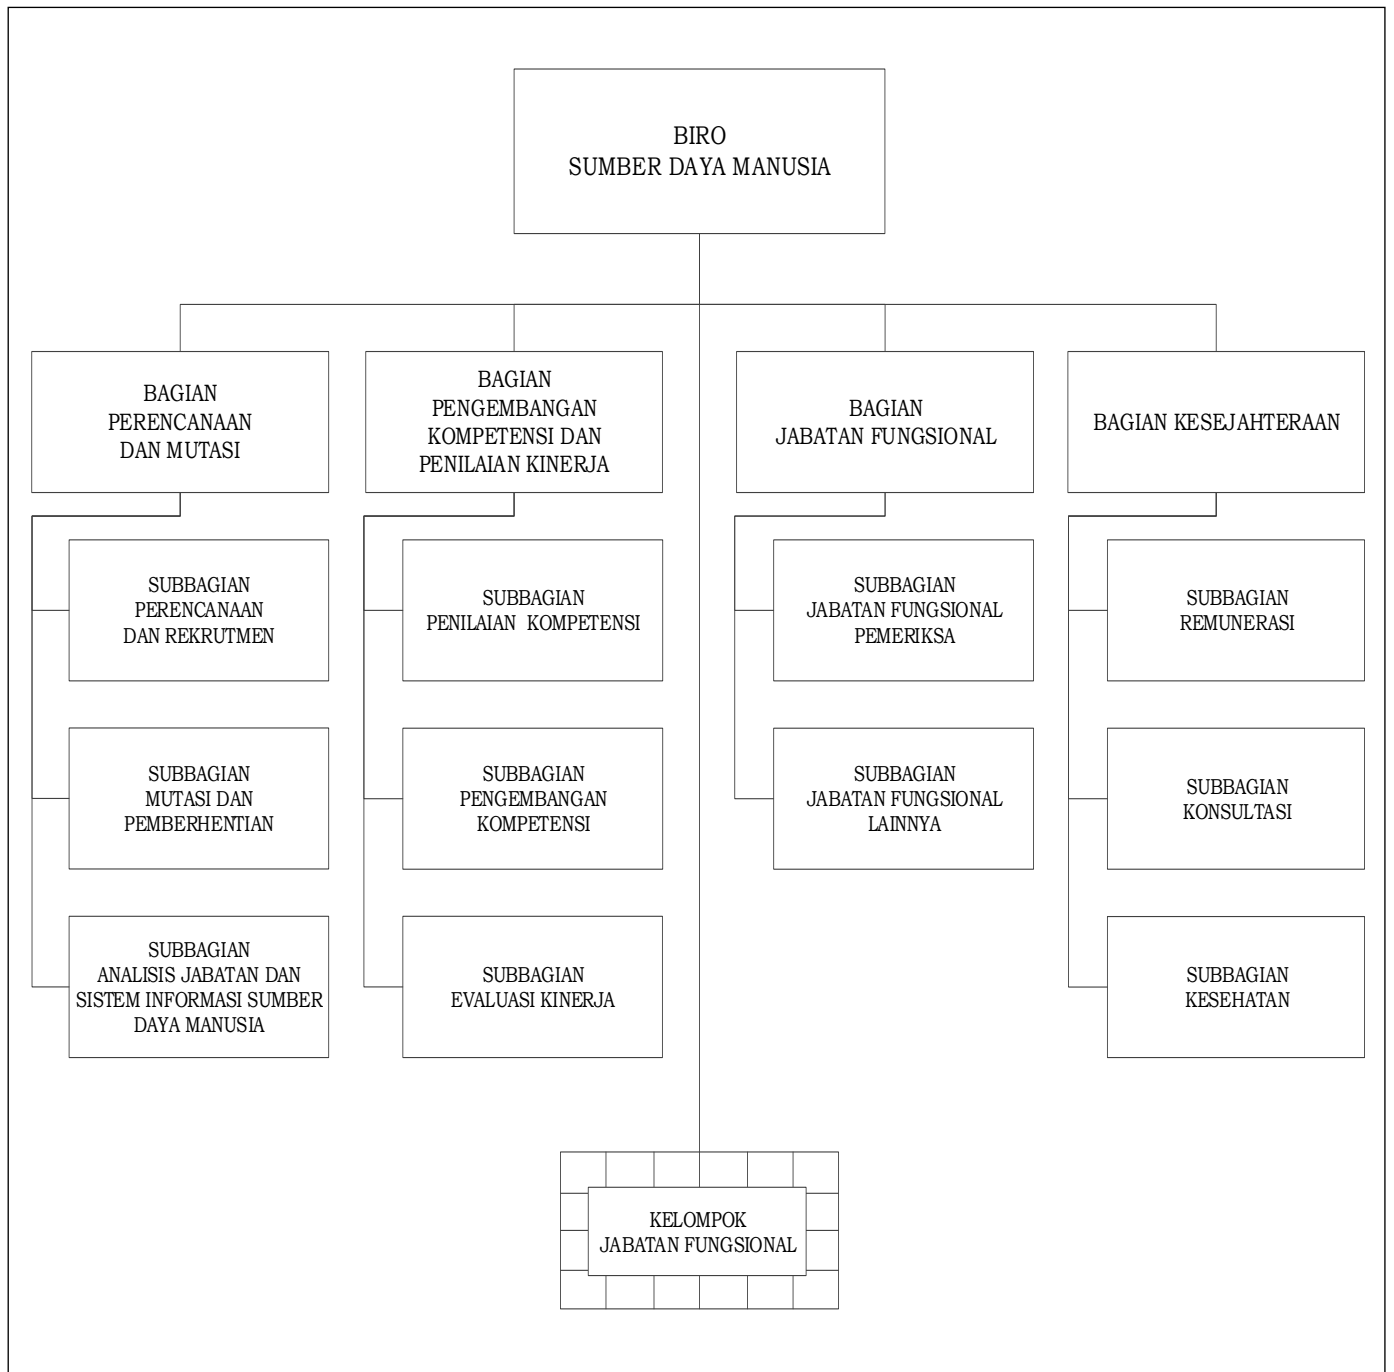 BIRO
SUMBER DAYA MANUSIA
BAGIAN
PERENCANAAN
DAN MUTASI
BAGIAN
PENGEMBANGAN
KOMPETENSI DAN
PENILAIAN KINERJA
BAGIAN
JABATAN FUNGSIONAL
BAGIAN KESEJAHTERAAN
SUBBAGIAN
PERENCANAAN
DAN REKRUTMEN
SUBBAGIAN
PENILAIAN KOMPETENSI
SUBBAGIAN
JABATAN FUNGSIONAL
PEMERIKSA
SUBBAGIAN
REMUNERASI
SUBBAGIAN
MUTASI DAN
PEMBERHENTIAN
SUBBAGIAN
PENGEMBANGAN
KOMPETENSI
SUBBAGIAN
JABATAN FUNGSIONAL
LAINNYA
SUBBAGIAN
KONSULTASI
SUBBAGIAN
ANALISIS JABATAN DAN
SISTEM INFORMASI SUMBER
DAYA MANUSIA
SUBBAGIAN
EVALUASI KINERJA
SUBBAGIAN
KESEHATAN
KELOMPOK
JABATAN FUNGSIONAL